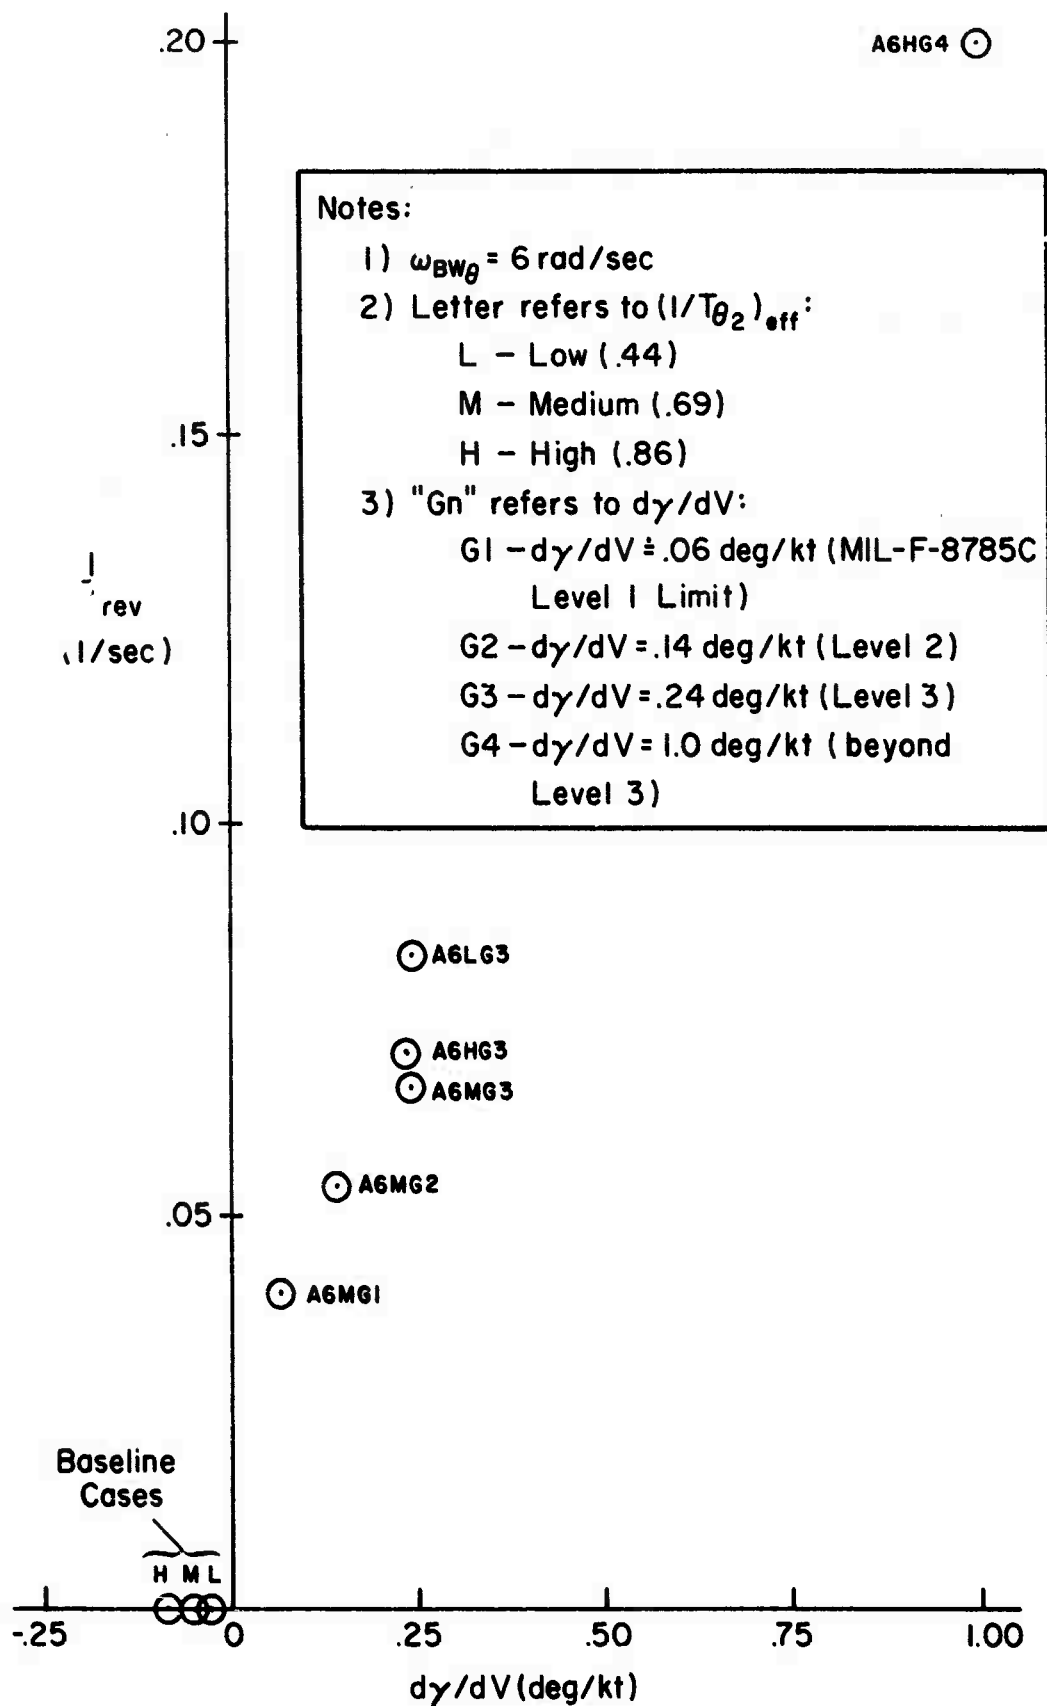 .20
A6HG4
Notes:
1) ωBWθ = 6 rad/sec
2) Letter refers to (1/Tθ2)eff:
L – Low (.44)
M – Medium (.69)
H – High (.86)
.15
3) "Gn" refers to dγ/dV:
G1 – dγ/dV ≐ .06 deg/kt (MIL-F-8785C
Level 1 Limit)
G2 – dγ/dV = .14 deg/kt (Level 2)
G3 – dγ/dV = .24 deg/kt (Level 3)
G4 – dγ/dV = 1.0 deg/kt (beyond
Level 3)
rev
1/sec)
.10
A6LG3
A6HG3
A6MG3
A6MG2
.05
A6MG1
Baseline
Cases
H M L
-.25 0 .25 .50 .75 1.00
dγ/dV (deg/kt)